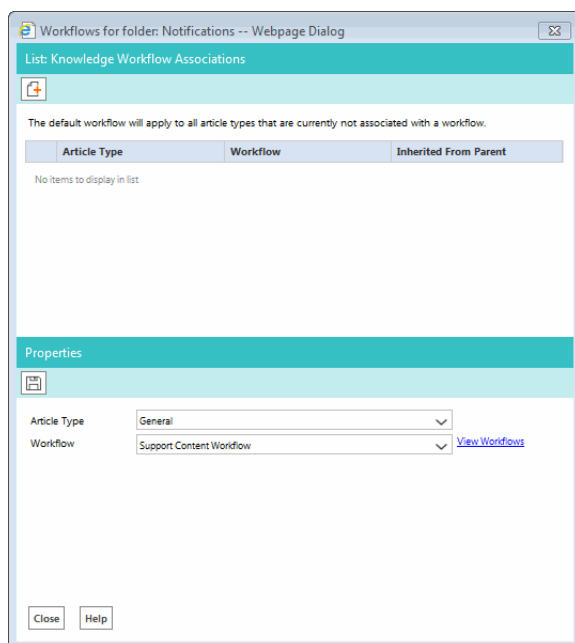 Workflows for folder: Notifications -- Webpage Dialog
List: Knowledge Workflow Associations
The default workflow will apply to all article types that are currently not associated with a workflow.
Article Type Workflow Inherited From Parent
No items to display in list
Properties
Article Type General
Workflow Support Content Workflow View Workflows
Close Help